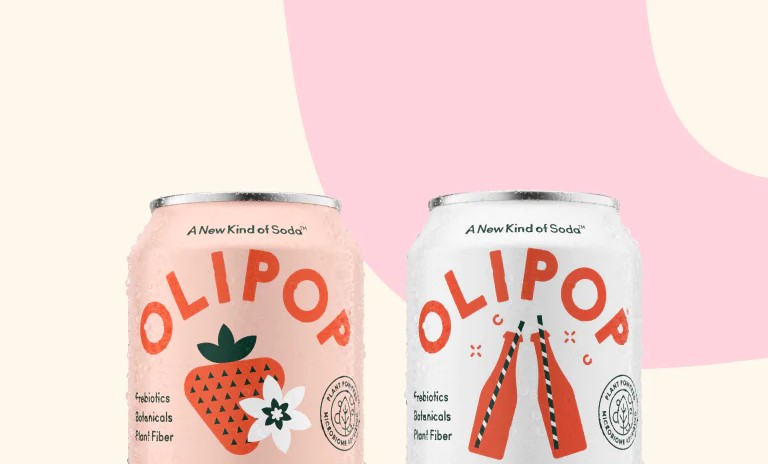 A New Kind of Soda™
OLIPOP
Prebiotics
Botanicals
Plant Fiber
A New Kind of Soda™
OLIPOP
Prebiotics
Botanicals
Plant Fiber